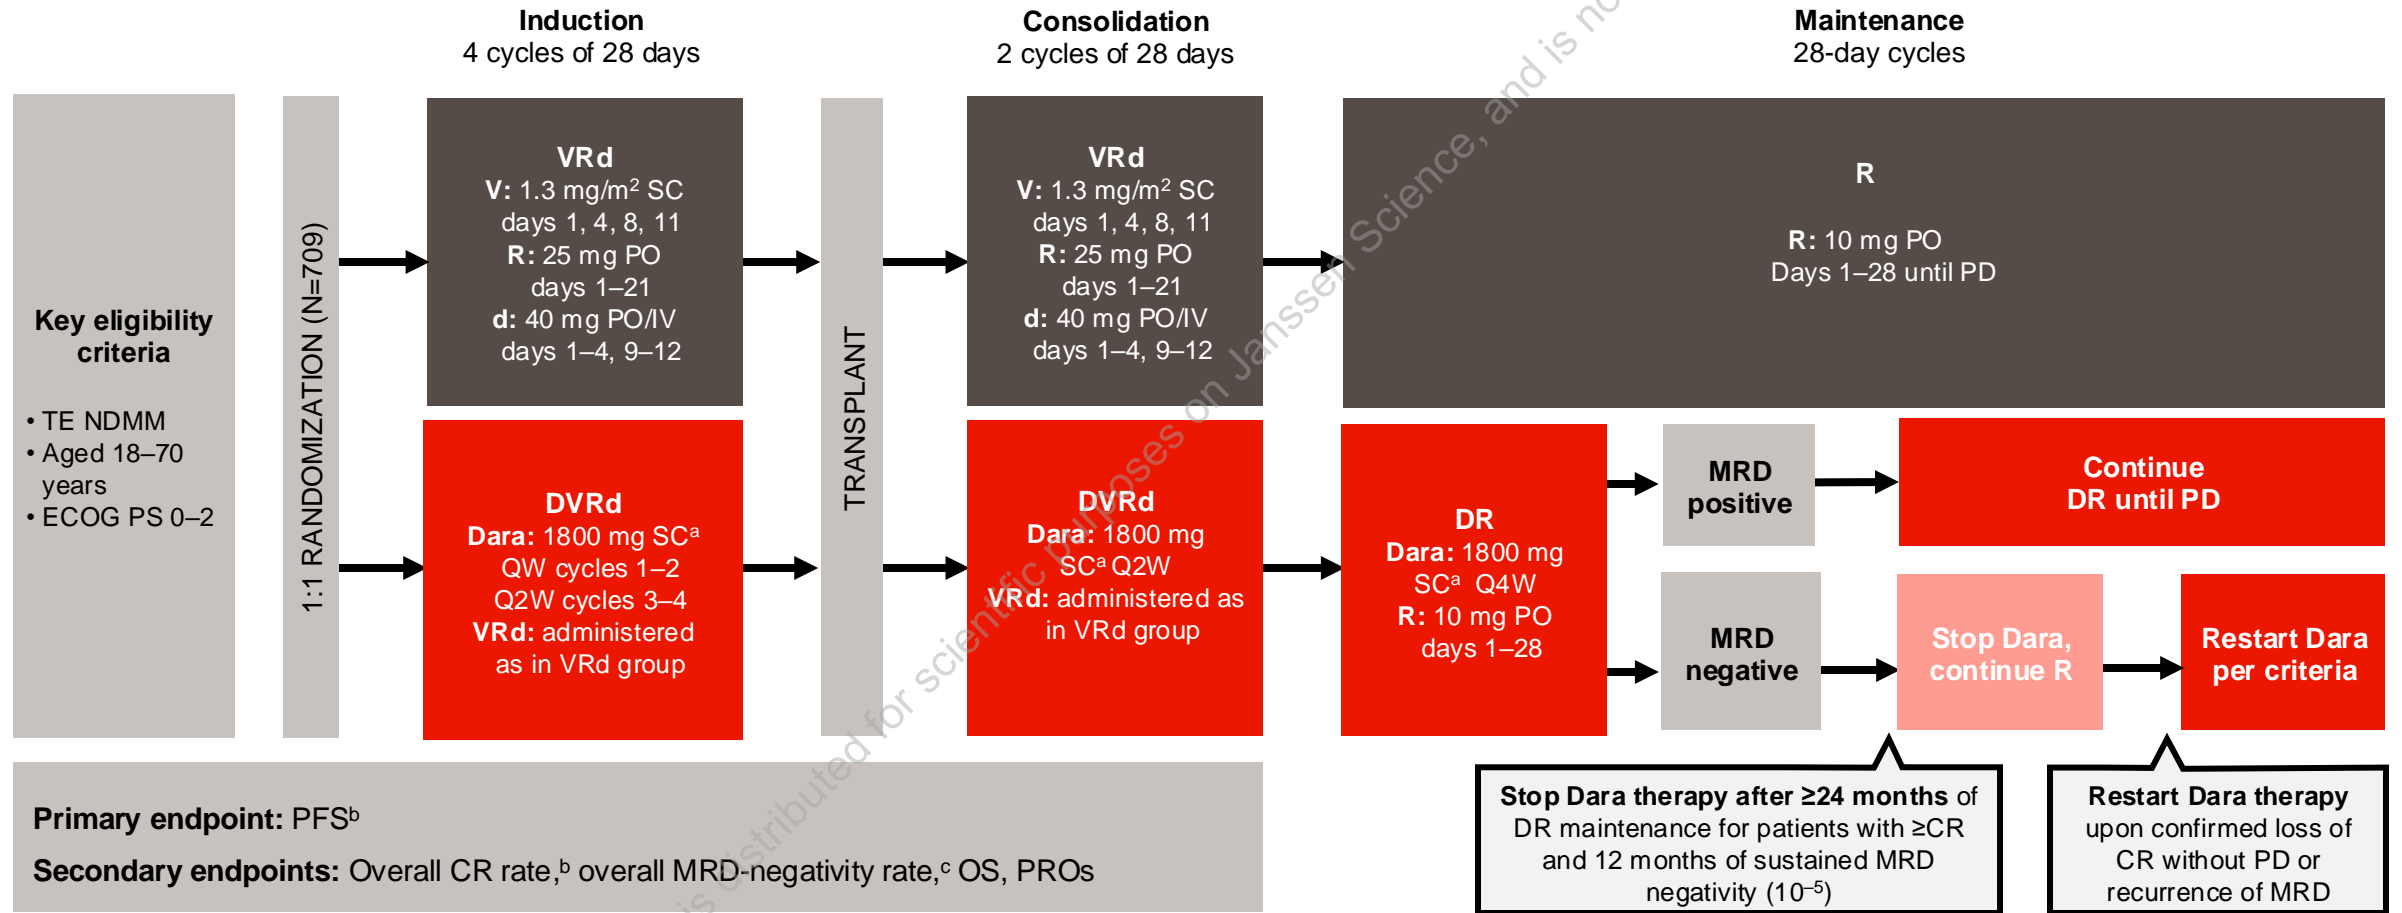 Induction
4 cycles of 28 days
Consolidation
2 cycles of 28 days
Maintenance
28-day cycles
Key eligibility
criteria
• TE NDMM
• Aged 18–70
years
• ECOG PS 0–2
1:1 RANDOMIZATION (N=709)
VRd
V: 1.3 mg/m² SC
days 1, 4, 8, 11
R: 25 mg PO
days 1–21
d: 40 mg PO/IV
days 1–4, 9–12
DVRd
Dara: 1800 mg SCᵃ
QW cycles 1–2
Q2W cycles 3–4
VRd: administered
as in VRd group
TRANSPLANT
VRd
V: 1.3 mg/m² SC
days 1, 4, 8, 11
R: 25 mg PO
days 1–21
d: 40 mg PO/IV
days 1–4, 9–12
DVRd
Dara: 1800 mg
SCᵃ Q2W
VRd: administered as
in VRd group
R
R: 10 mg PO
Days 1–28 until PD
DR
Dara: 1800 mg
SCᵃ Q4W
R: 10 mg PO
days 1–28
MRD
positive
Continue
DR until PD
MRD
negative
Stop Dara,
continue R
Restart Dara
per criteria
Stop Dara therapy after ≥24 months of
DR maintenance for patients with ≥CR
and 12 months of sustained MRD
negativity (10⁻⁵)
Restart Dara therapy
upon confirmed loss of
CR without PD or
recurrence of MRD
Primary endpoint: PFSᵇ
Secondary endpoints: Overall CR rate,ᵇ overall MRD-negativity rate,ᶜ OS, PROs
is distributed for scientific purposes on Janssen Science, and is